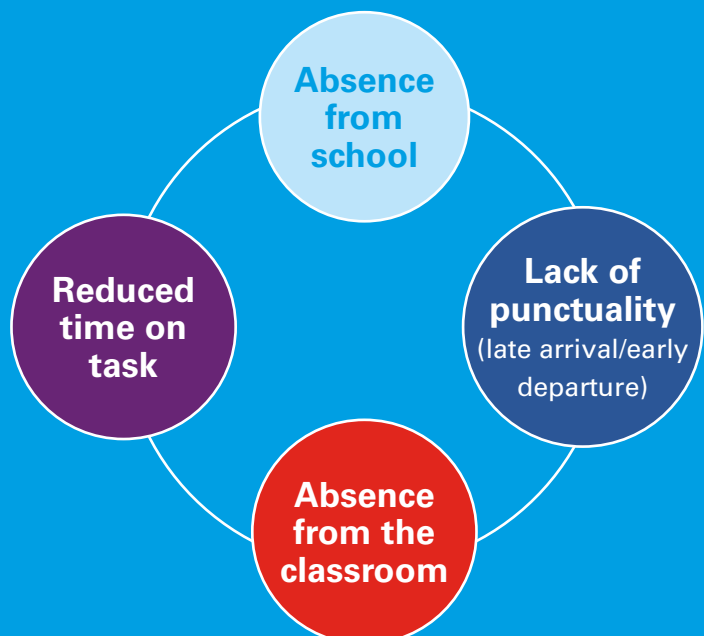 Absence
from
school
Lack of
punctuality
(late arrival/early
departure)
Absence
from the
classroom
Reduced
time on
task